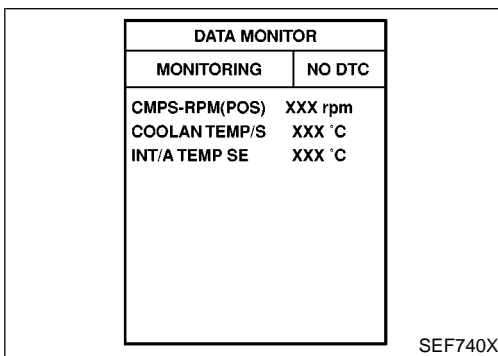 DATA MONITOR
MONITORING NO DTC
CMPS-RPM(POS) XXX rpm
COOLAN TEMP/S XXX °C
INT/A TEMP SE XXX °C
SEF740X